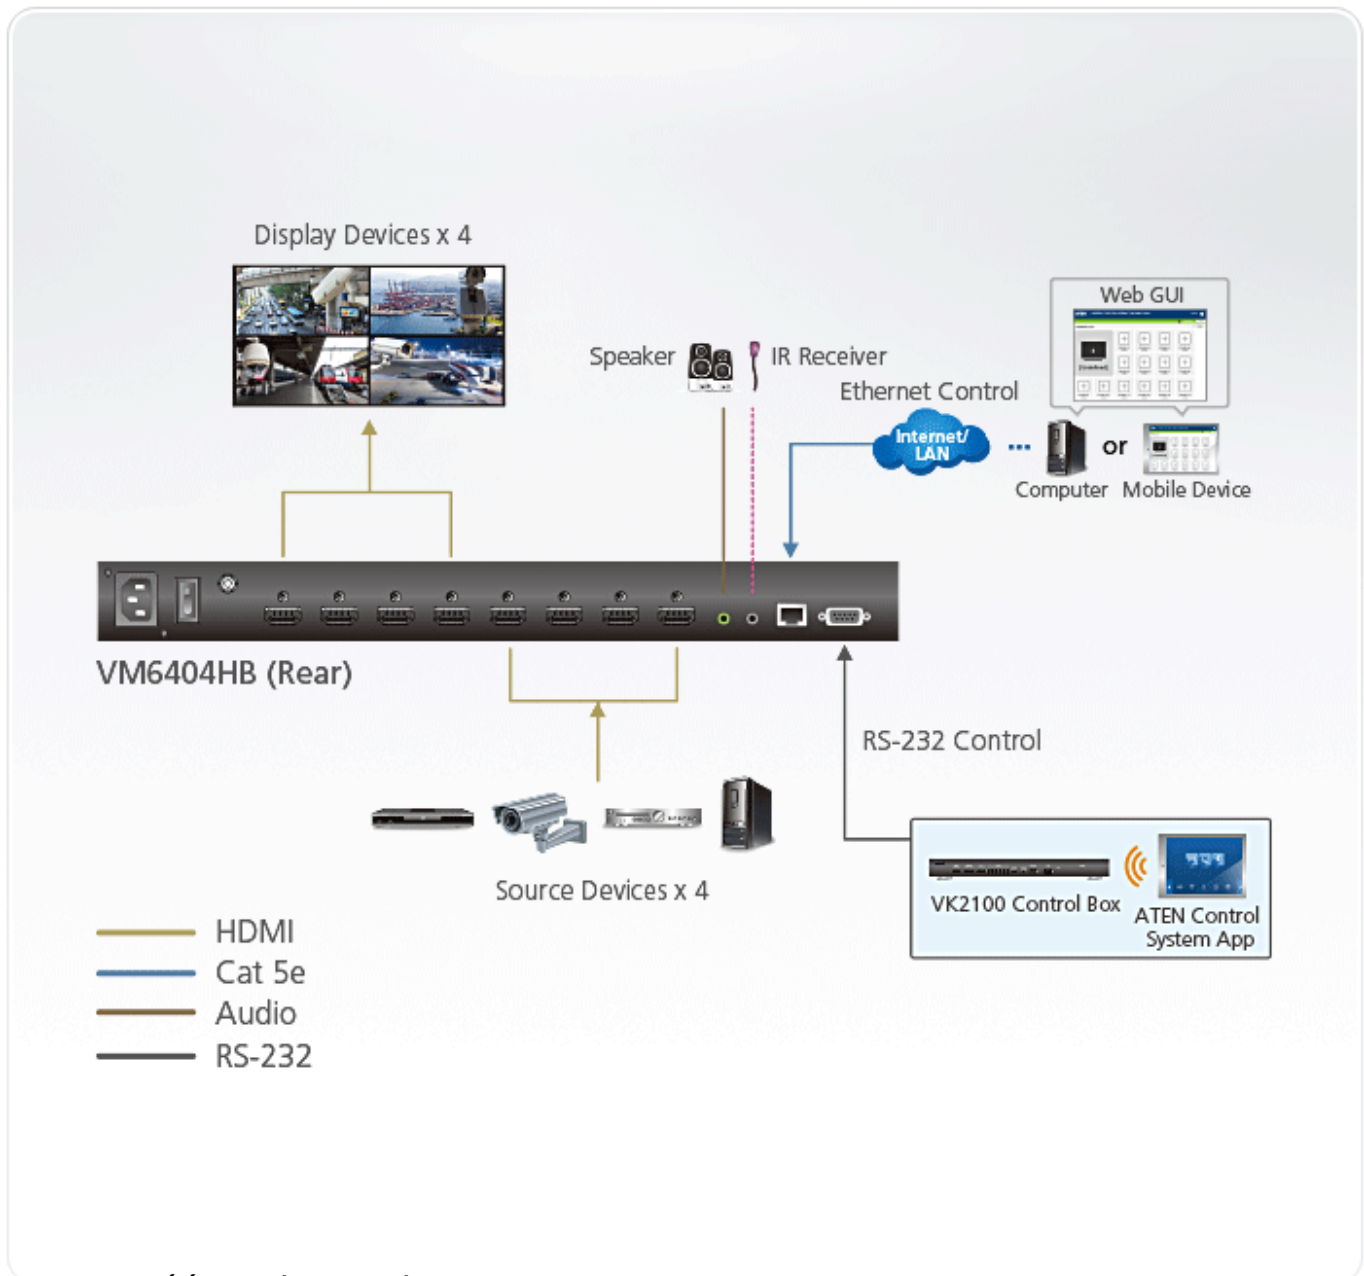 Display Devices x 4
Web GUI
Speaker
IR Receiver
Ethernet Control
Internet/
LAN
or
Computer
Mobile Device
VM6404HB (Rear)
RS-232 Control
Source Devices x 4
VK2100 Control Box
ATEN Control
System App
HDMI
Cat 5e
Audio
RS-232